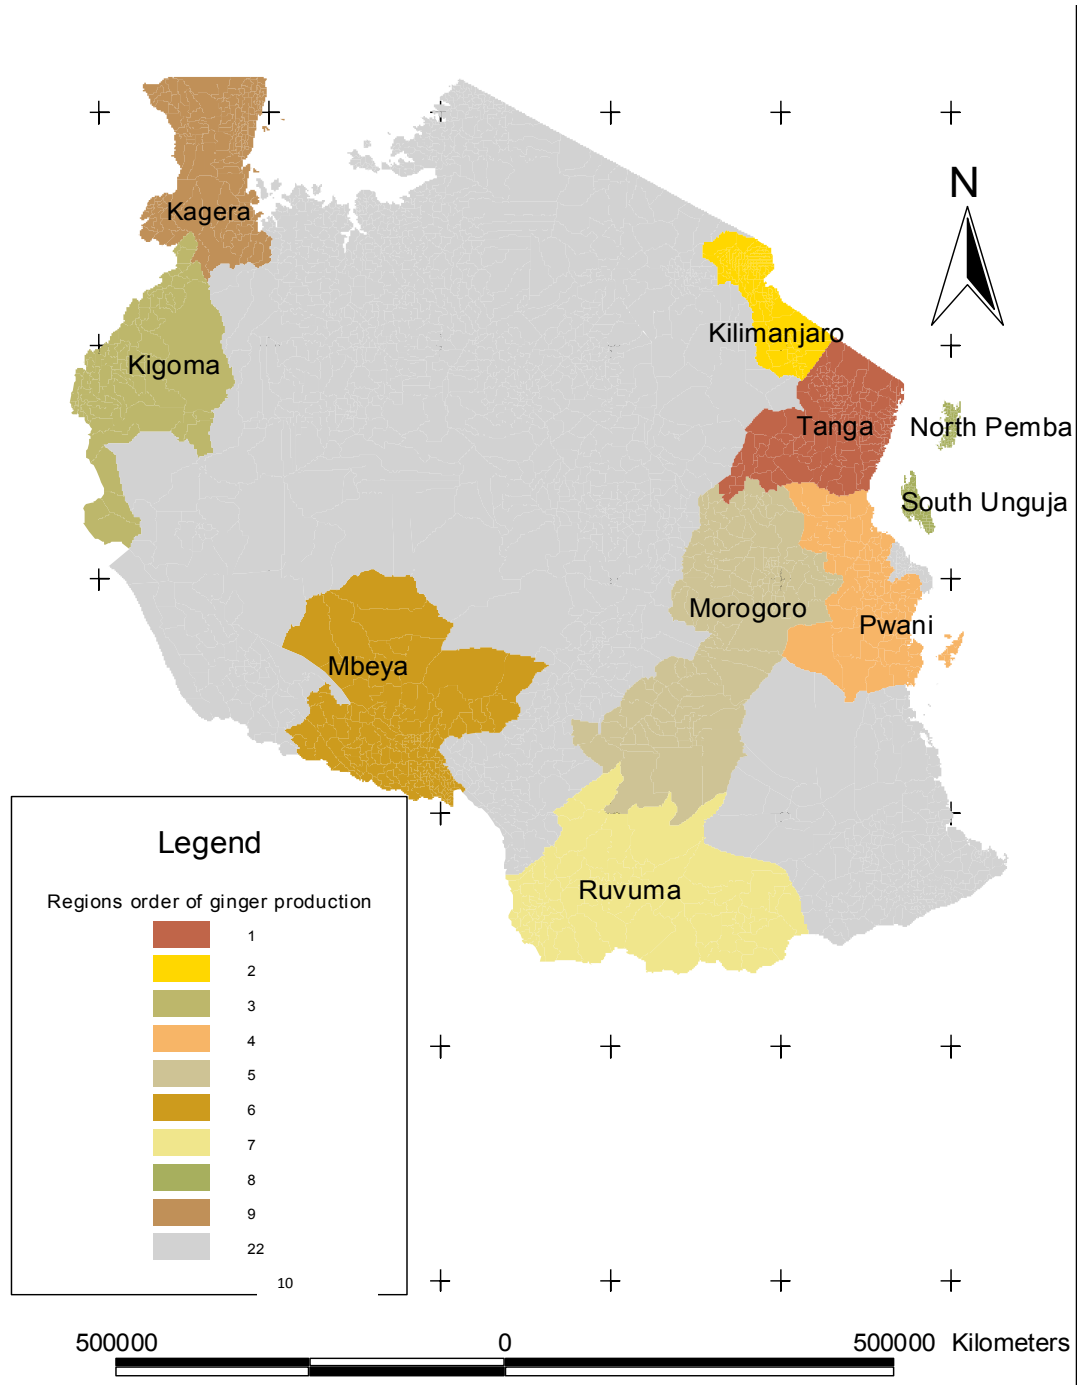 N
Kagera
Kilimanjaro
Kigoma
Tanga
North Pemba
South Unguja
Morogoro
Pwani
Mbeya
Ruvuma
Legend
Regions order of ginger production
1
2
3
4
5
6
7
8
9
22
10
500000 0 500000 Kilometers